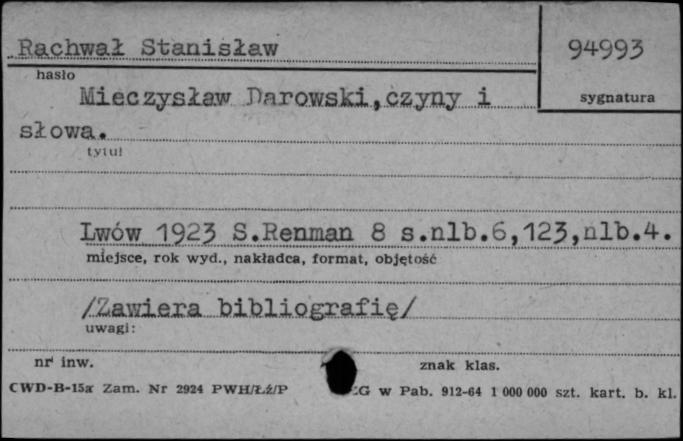 Rachwał Stanisław
94993
hasło
sygnatura
Mieczysław Darowski,czyny i
słowa.
tytuł
Lwów 1923 S.Renman 8 s.nlb.6,123,nlb.4.
miejsce, rok wyd., nakładca, format, objętość
/Zawiera bibliografię/
uwagi:
nr inw.
znak klas.
CWD-B-15a Zam. Nr 2924 PWH/Łż/P G w Pab. 912-64 1 000 000 szt. kart. b. kl.